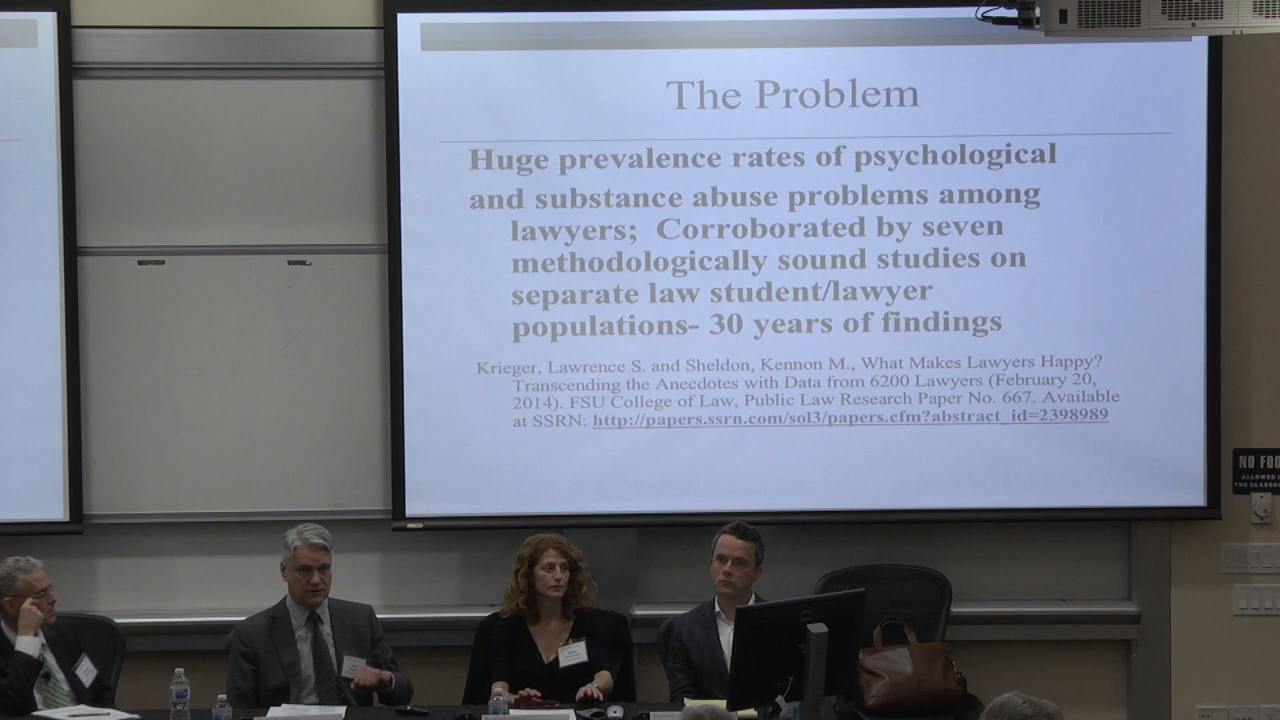 The Problem
Huge prevalence rates of psychological
and substance abuse problems among
lawyers; Corroborated by seven
methodologically sound studies on
separate law student/lawyer
populations- 30 years of findings
Krieger, Lawrence S. and Sheldon, Kennon M., What Makes Lawyers Happy?
Transcending the Anecdotes with Data from 6200 Lawyers (February 20,
2014). FSU College of Law, Public Law Research Paper No. 667. Available
at SSRN: http://papers.ssrn.com/sol3/papers.cfm?abstract_id=2398989
NO
ALLOWED
THE